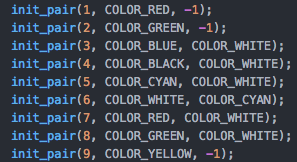 init_pair(1, COLOR_RED, -1);
init_pair(2, COLOR_GREEN, -1);
init_pair(3, COLOR_BLUE, COLOR_WHITE);
init_pair(4, COLOR_BLACK, COLOR_WHITE);
init_pair(5, COLOR_CYAN, COLOR_WHITE);
init_pair(6, COLOR_WHITE, COLOR_CYAN);
init_pair(7, COLOR_RED, COLOR_WHITE);
init_pair(8, COLOR_GREEN, COLOR_WHITE);
init_pair(9, COLOR_YELLOW, -1);